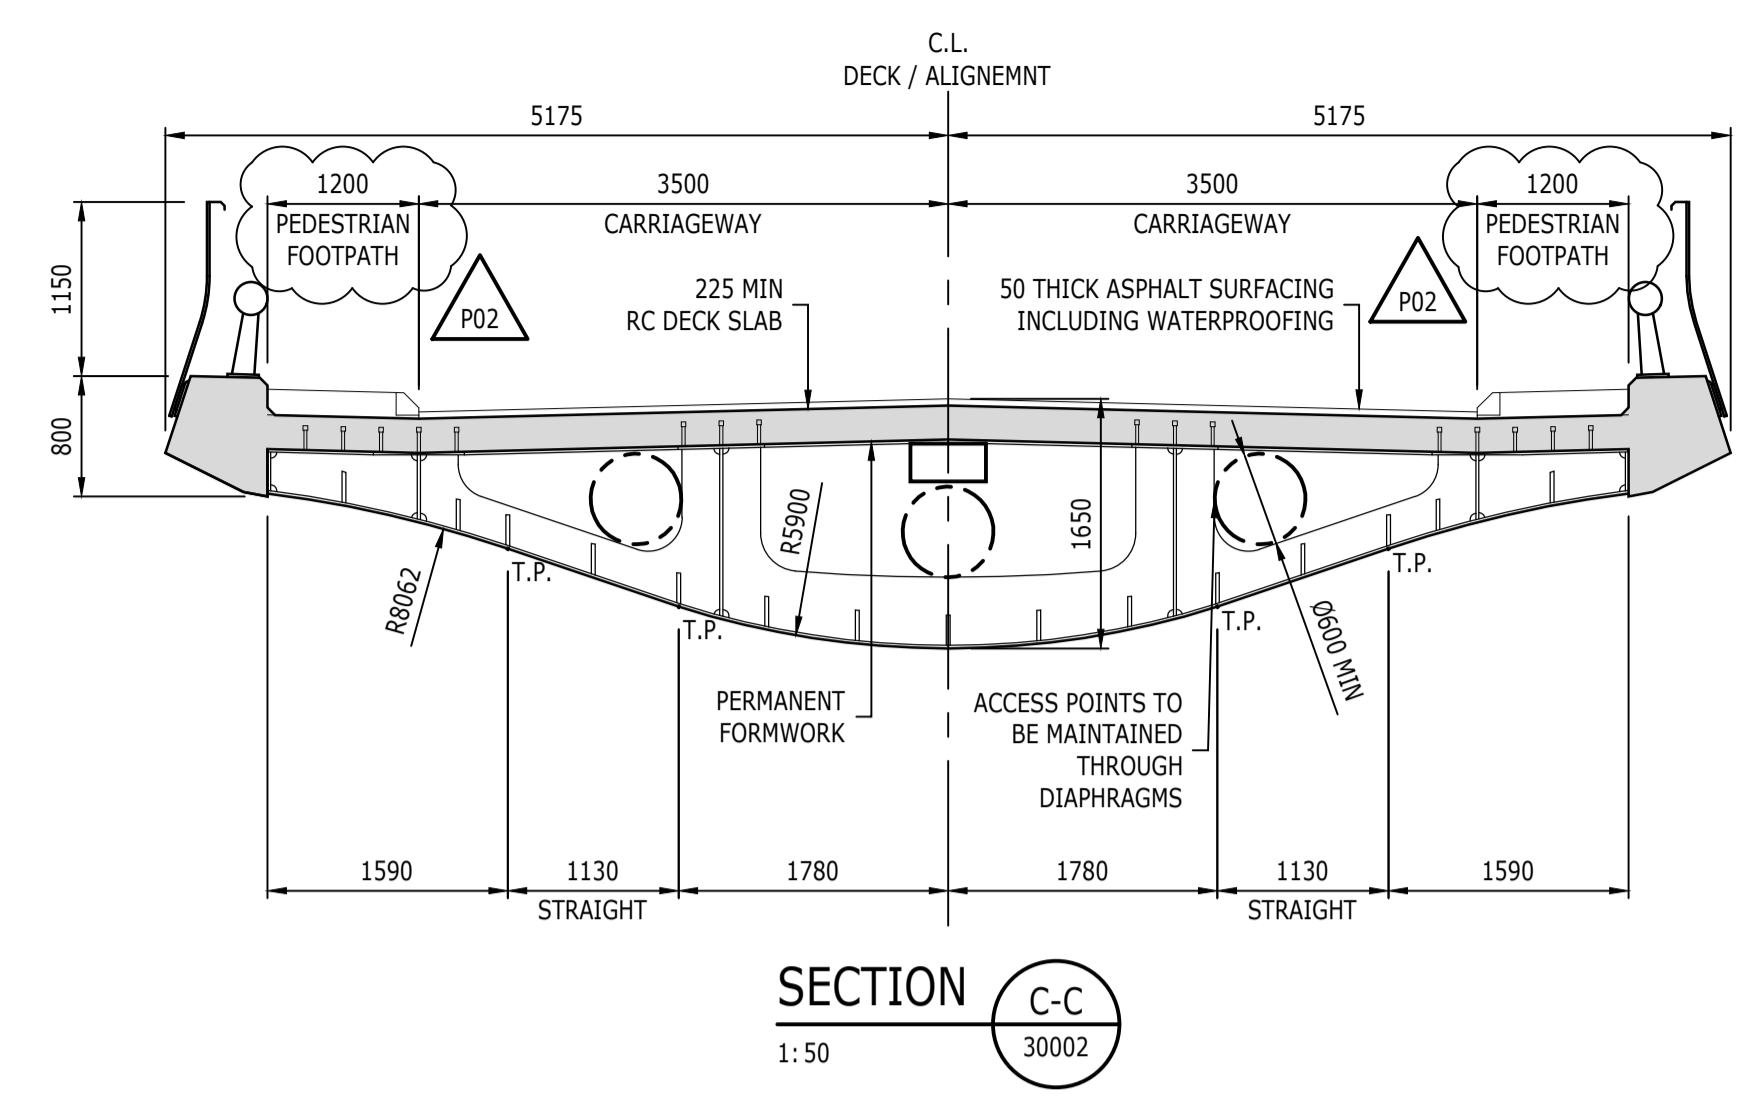 C.L.
DECK / ALIGNEMNT
5175
5175
1200
3500
3500
1200
PEDESTRIAN
FOOTPATH
CARRIAGEWAY
CARRIAGEWAY
PEDESTRIAN
FOOTPATH
1150
800
P02
225 MIN
RC DECK SLAB
50 THICK ASPHALT SURFACING
INCLUDING WATERPROOFING
P02
R5900
1650
R8062
T.P.
T.P.
T.P.
T.P.
Ø600 MIN
PERMANENT
FORMWORK
ACCESS POINTS TO
BE MAINTAINED
THROUGH
DIAPHRAGMS
1590
1130
1780
1780
1130
1590
STRAIGHT
STRAIGHT
SECTION
C-C
1:50
30002